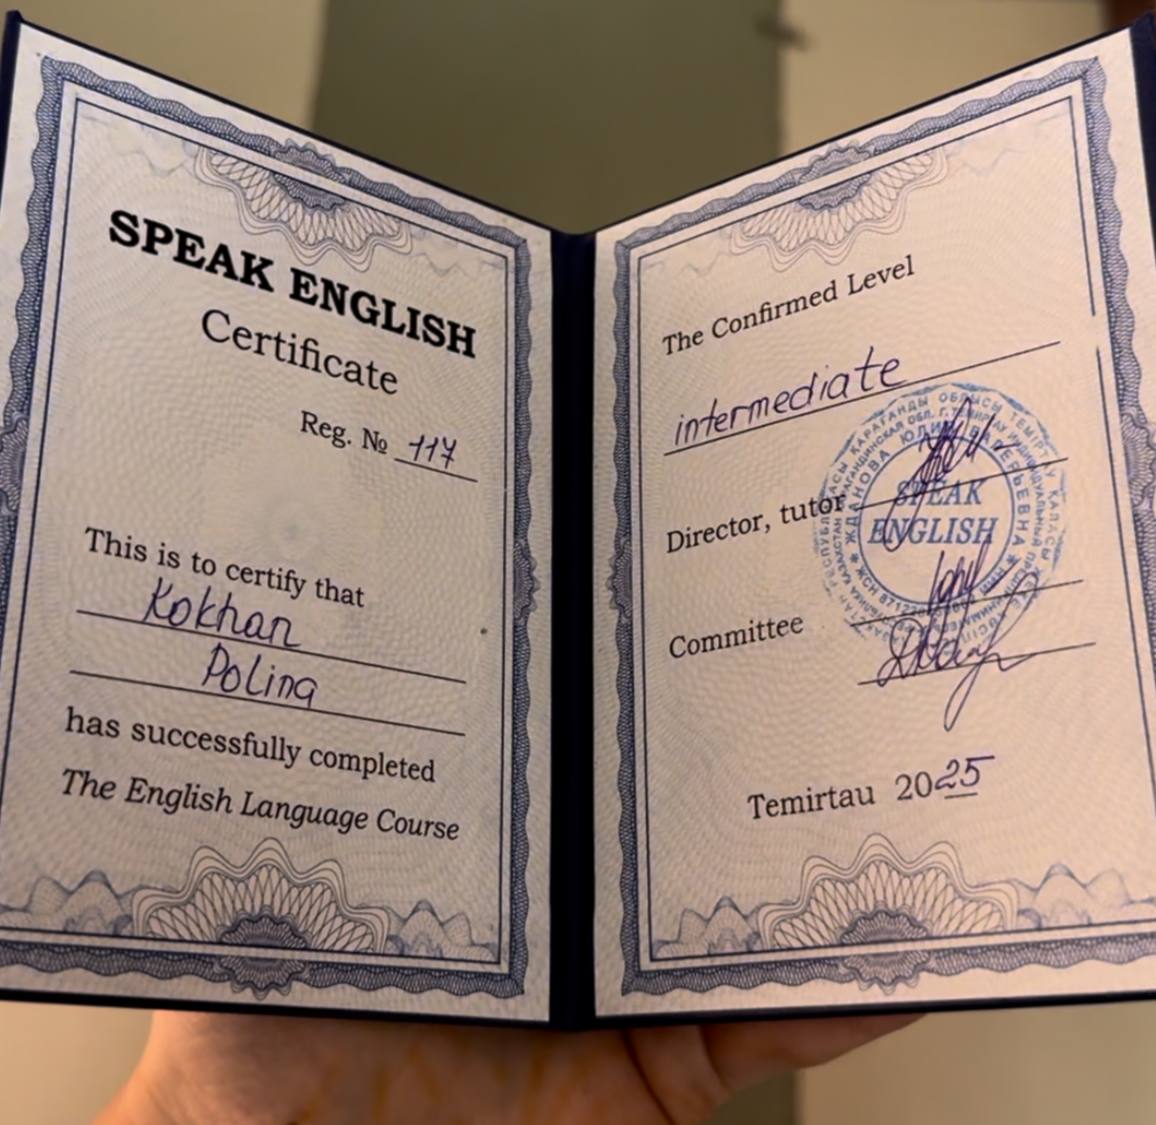 SPEAK ENGLISH
Certificate
Reg. № 117
This is to certify that
Kokhan
Polina
has successfully completed
The English Language Course
The Confirmed Level
intermediate
Director, tutor
SPEAK
ENGLISH
Committee
Temirtau 2025